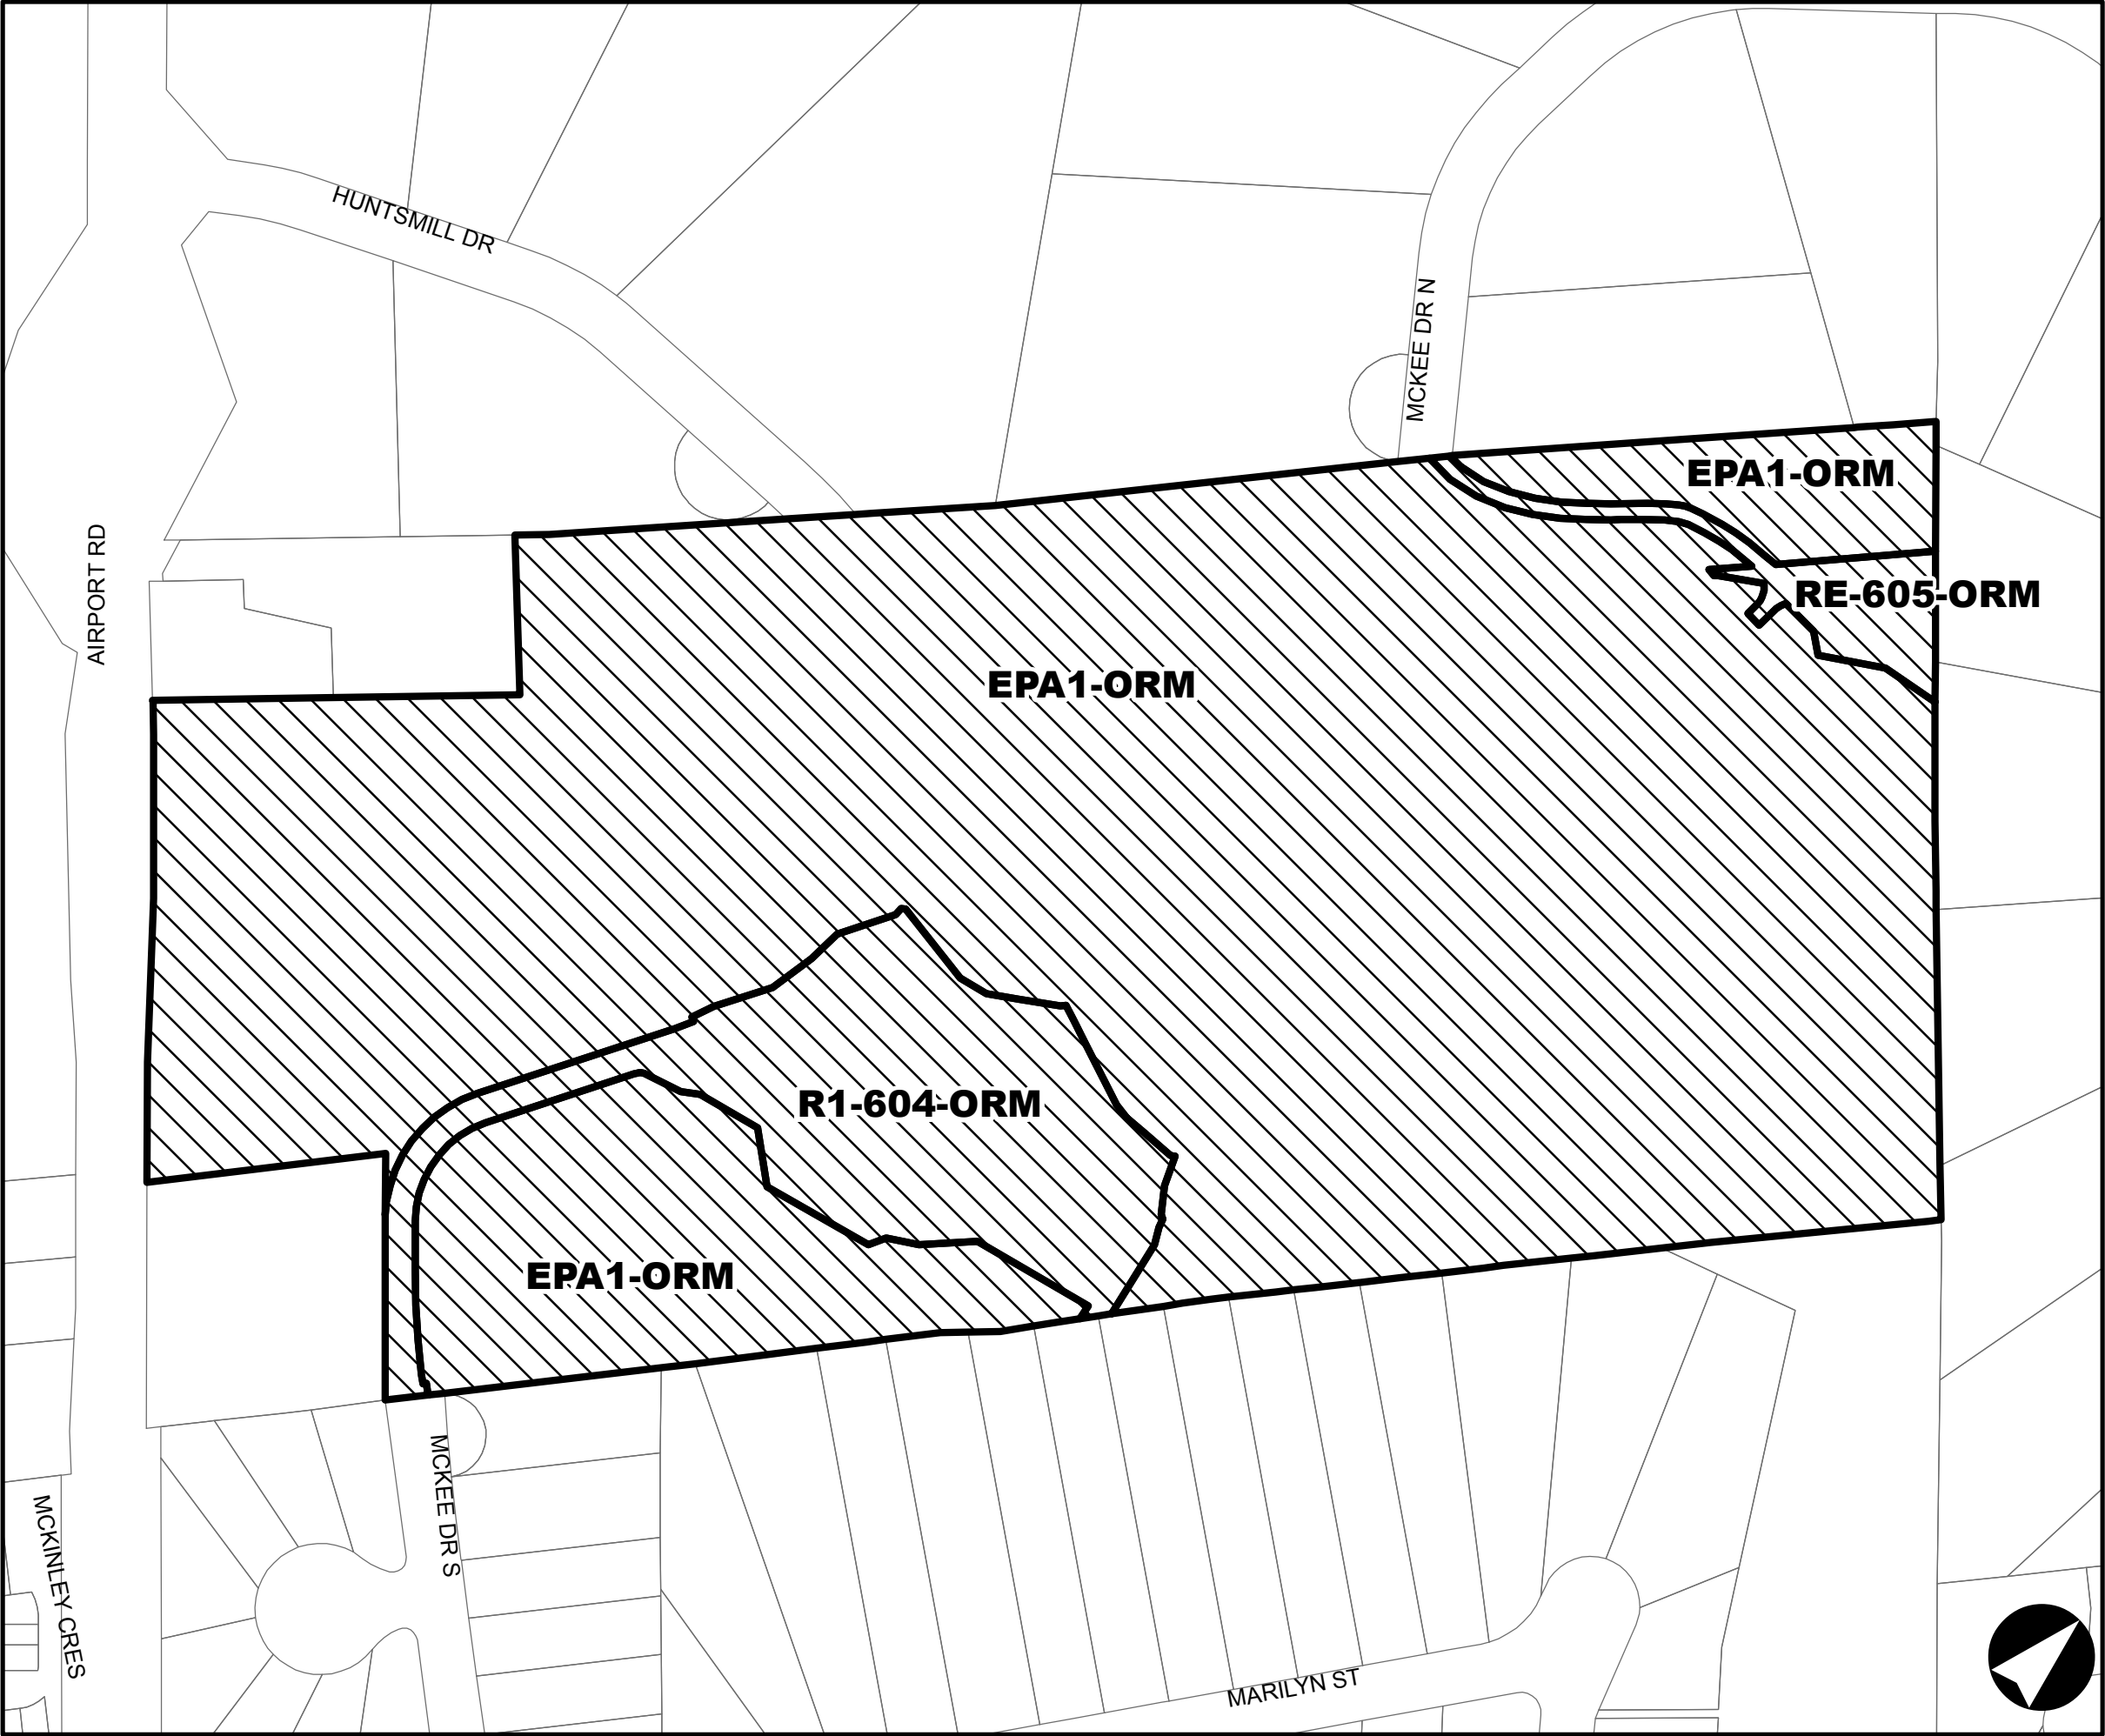 HUNTSMILL DR
MCKEE DR N
EPA1-ORM
AIRPORT RD
RE-605-ORM
EPA1-ORM
R1-604-ORM
EPA1-ORM
MCKEE DR S
MCKINLEY CRES
MARILYN ST